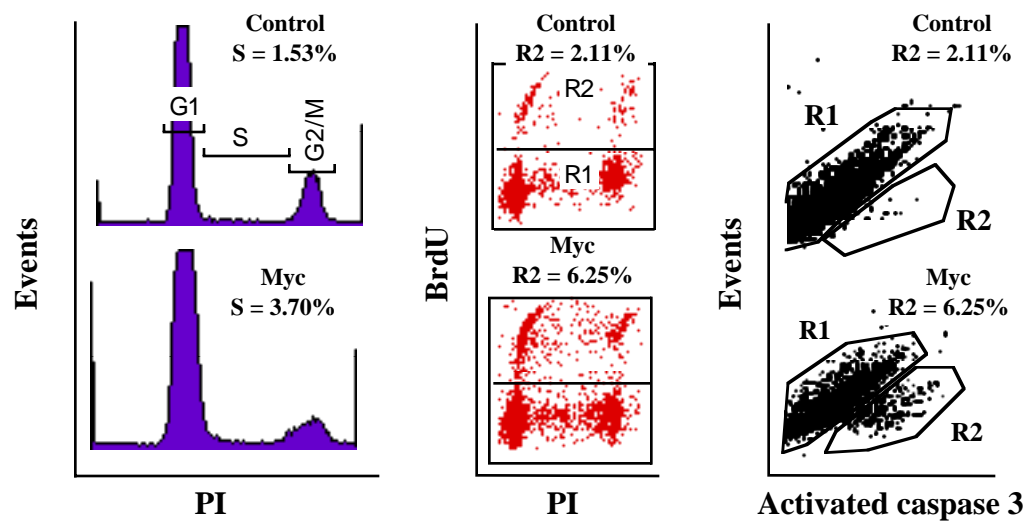 Control
S = 1.53%
G1
S
G2/M
Events
Myc
S = 3.70%
PI
Control
R2 = 2.11%
R2
R1
BrdU
Myc
R2 = 6.25%
PI
Control
R2 = 2.11%
R1
R2
Events
Myc
R2 = 6.25%
R1
R2
Activated caspase 3